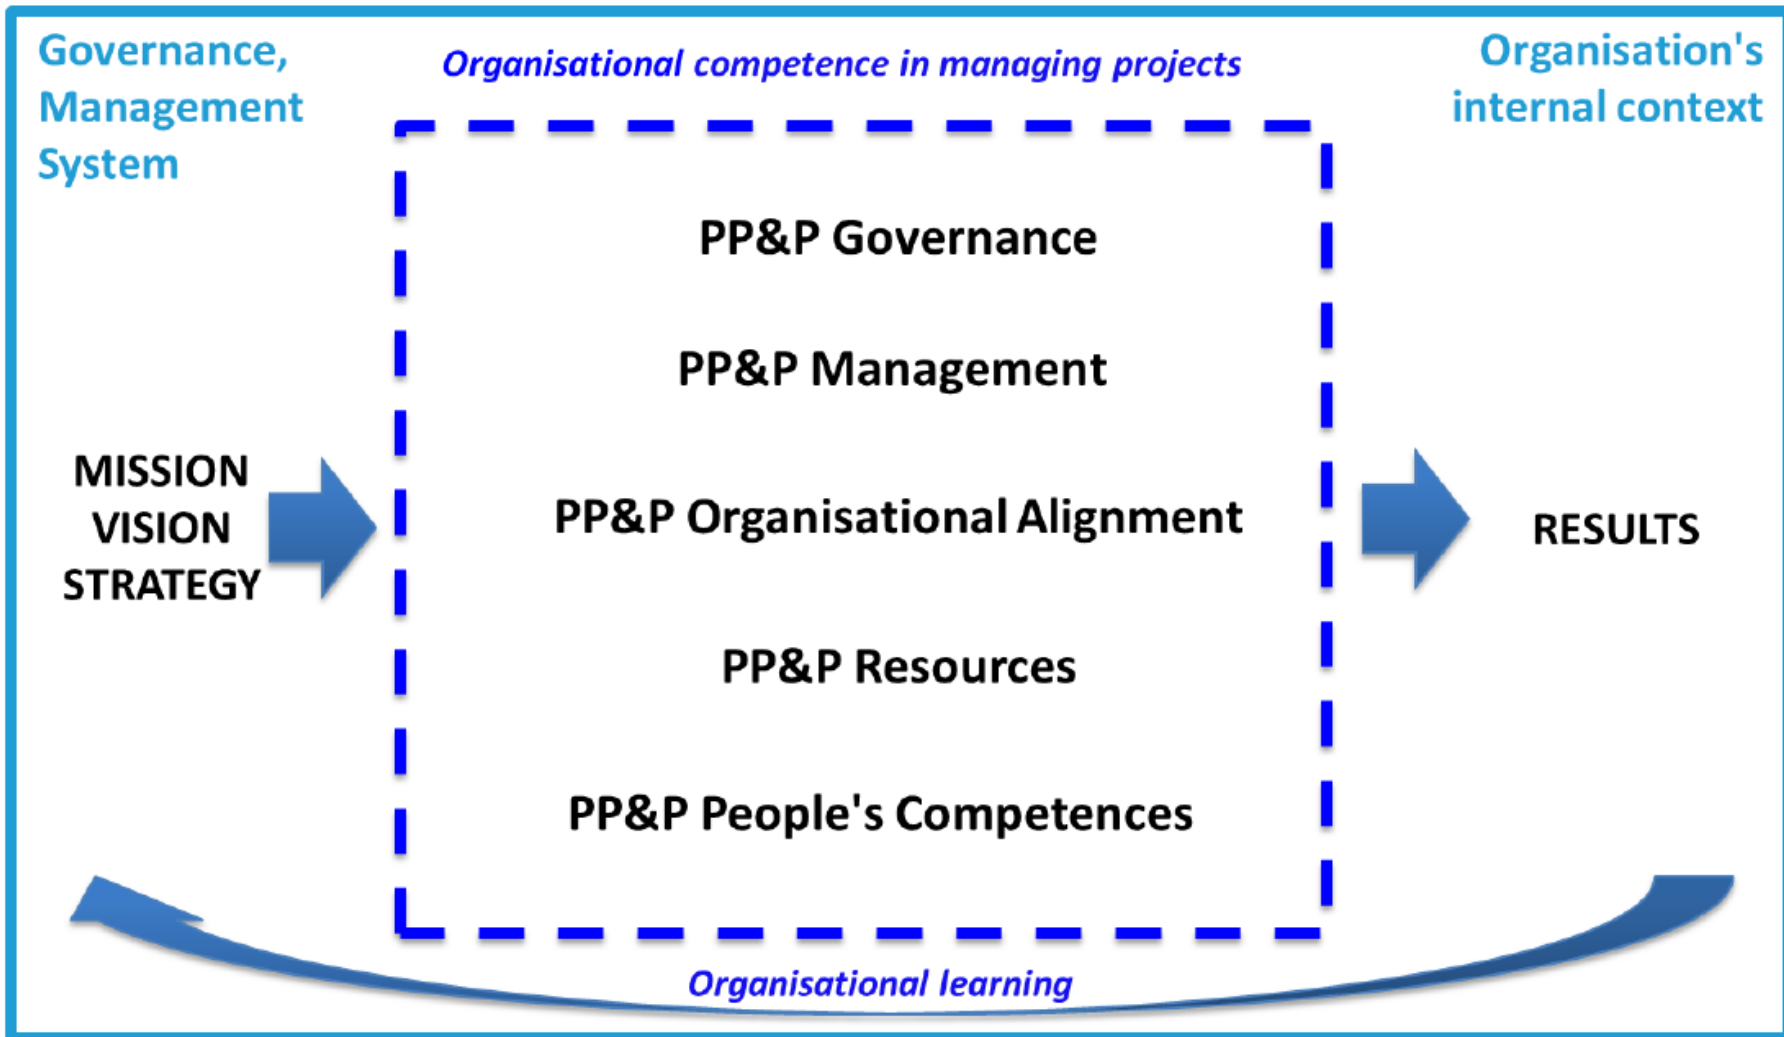 Governance,
Management
System
Organisational competence in managing projects
Organisation's
internal context
PP&P Governance
PP&P Management
PP&P Organisational Alignment
PP&P Resources
PP&P People's Competences
MISSION
VISION
STRATEGY
RESULTS
Organisational learning